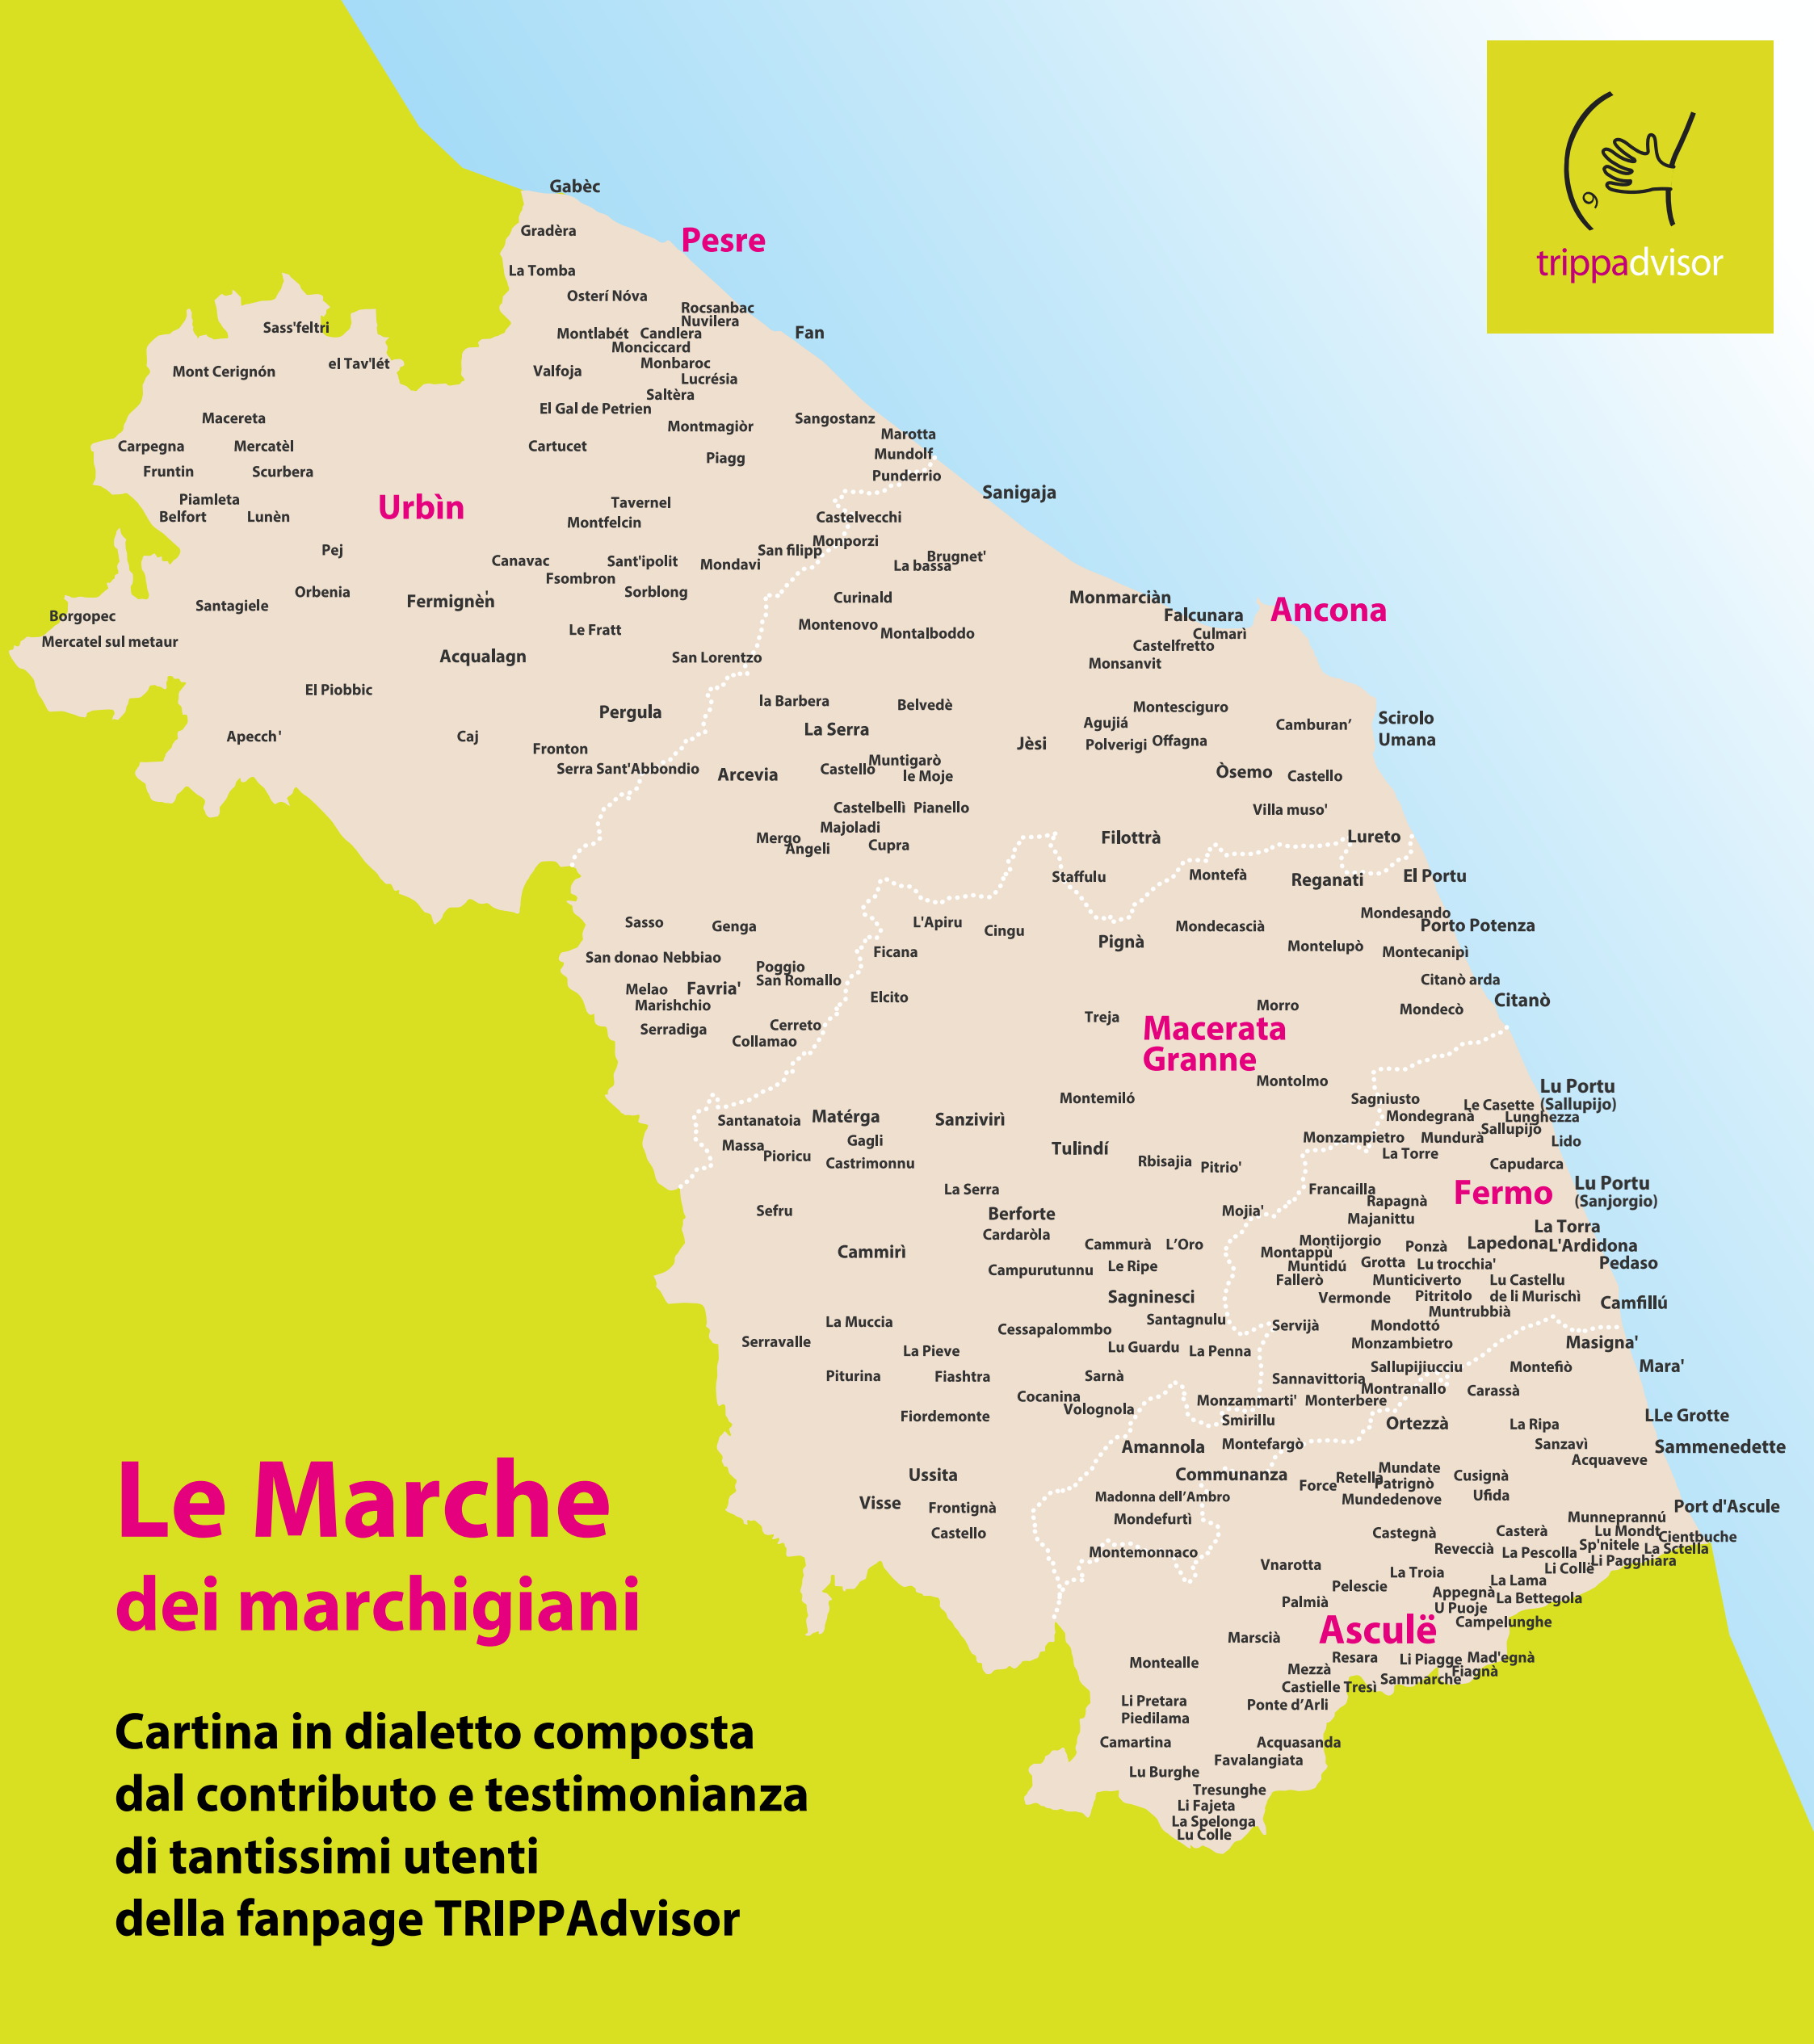 trippadvisor
Gabèc
Gradèra
Pesre
La Tomba
Osterí Nóva
Rocsanbac
Nuvilera
Sass'feltri
Montlabét
Candlera
Fan
Monciccard
el Tav'lét
Monbaroc
Mont Cerignón
Valfoja
Lucrésia
Saltèra
El Gal de Petrien
Macereta
Montmagiòr
Sangostanz
Marotta
Carpegna
Mercatèl
Cartucet
Mundolf
Piagg
Fruntin
Scurbera
Punderrio
Sanigaja
Piamleta
Urbìn
Tavernel
Belfort
Lunèn
Montfelcin
Castelvecchi
Monporzi
Pej
San filipp
Brugnet'
Canavac
Sant'ipolit
Mondavi
La bassa
Fsombron
Orbenia
Sorblong
Curinald
Monmarciàn
Fermignèn'
Santagiele
Ancona
Borgopec
Falcunara
Le Fratt
Montenovo
Montalboddo
Culmarì
Mercatel sul metaur
Castelfretto
Acqualagn
San Lorentzo
Monsanvit
El Piobbic
la Barbera
Belvedè
Montesciguro
Pergula
Agujiá
Camburan’
Scirolo
La Serra
Umana
Apecch'
Caj
Jèsi
Polverigi
Offagna
Fronton
Muntigarò
Serra Sant'Abbondio
Arcevia
Castello
le Moje
Òsemo
Castello
Castelbellì
Pianello
Villa muso'
Majoladi
Mergo
Angeli
Cupra
Filottrà
Lureto
Staffulu
Montefà
Reganati
El Portu
Sasso
Genga
L'Apiru
Cingu
Mondesando
Mondecascià
Porto Potenza
Pignà
Montelupò
Montecanipì
San donao
Nebbiao
Ficana
Poggio
San Romallo
Citanò arda
Melao
Favria'
Elcito
Citanò
Marishchio
Morro
Mondecò
Treja
Serradiga
Cerreto
Collamao
Macerata
Granne
Montolmo
Lu Portu
(Sallupijo)
Montemiló
Sagniusto
Le Casette
Santanatoia
Matérga
Sanzivirì
Mondegranà
Lunghezza
Sallupijo
Massa
Gagli
Tulindí
Monzampietro
Mundurà
Lido
Pioricu
Castrimonnu
Rbisajia
Pitrio'
La Torre
Capudarca
La Serra
Francailla
Fermo
Lu Portu
(Sanjorgio)
Rapagnà
Sefru
Berforte
Mojia'
Majanittu
La Torra
Cardaròla
Cammirì
Cammurà
L’Oro
Montijorgio
Ponzà
Lapedona
L'Ardidona
Montappù
Campurutunnu
Le Ripe
Muntidú
Grotta
Lu trocchia'
Pedaso
Fallerò
Munticiverto
Lu Castellu
de li Murischì
Sagninesci
Vermonde
Pitritolo
Camfillú
Muntrubbià
La Muccia
Santagnulu
Servijà
Mondottó
Cessapalommbo
Serravalle
Lu Guardu
La Penna
Monzambietro
Masigna'
La Pieve
Sallupijiucciu
Montefiò
Mara'
Piturina
Fiashtra
Sarnà
Sannavittoria
Montranallo
Carassà
Cocanina
Monzammarti'
Monterbere
Volognola
Fiordemonte
Smirillu
Ortezzà
La Ripa
LLe Grotte
Amannola
Montefargò
Sanzavì
Sammenedette
Acquaveve
Ussita
Communanza
Mundate
Retella
Cusignà
Force
Patrignò
Visse
Frontignà
Madonna dell’Ambro
Mundedenove
Ufida
Port d'Ascule
Mondefurtì
Munneprannú
Castello
Castegnà
Casterà
Lu Mondt
Cientbuche
Sp'nitele
La Sctella
Montemonnaco
Reveccià
La Pescolla
Li Pagghiara
Vnarotta
Li Collë
La Troia
La Lama
Pelescie
Appegnà
La Bettegola
Palmià
U Puoje
Campelunghe
Asculë
Marscià
Resara
Li Piagge
Mad'egnà
Montealle
Mezzà
Fiagnà
Sammarche
Castielle Tresì
Li Pretara
Ponte d’Arli
Piedilama
Camartina
Acquasanda
Favalangiata
Lu Burghe
Tresunghe
Li Fajeta
La Spelonga
Lu Colle
Le Marche
dei marchigiani
Cartina in dialetto composta
dal contributo e testimonianza
di tantissimi utenti
della fanpage TRIPPAdvisor